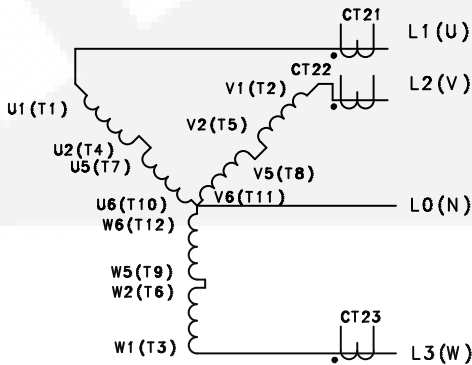 CT21
L1(U)
CT22
L2(V)
V1(T2)
U1(T1)
V2(T5)
U2(T4)
U5(T7)
V5(T8)
V6(T11)
U6(T10)
L0(N)
W6(T12)
W5(T9)
W2(T6)
CT23
W1(T3)
L3(W)